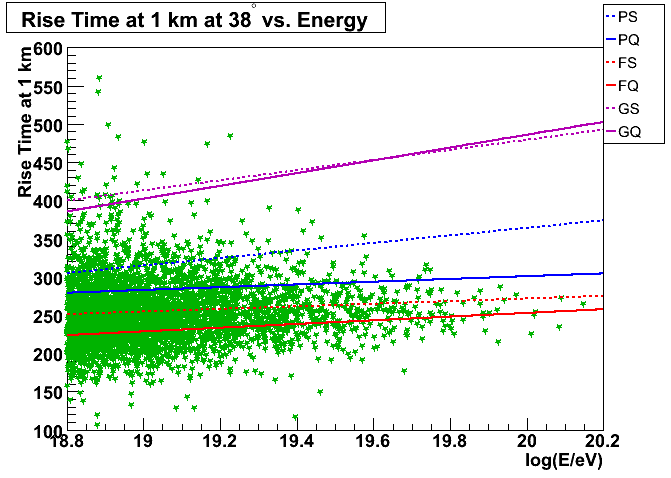 Rise Time at 1 km at 38° vs. Energy
PS
PQ
FS
FQ
GS
GQ
Rise Time at 1 km
600
550
500
450
400
350
300
250
200
150
100
18.8 19 19.2 19.4 19.6 19.8 20 20.2
log(E/eV)